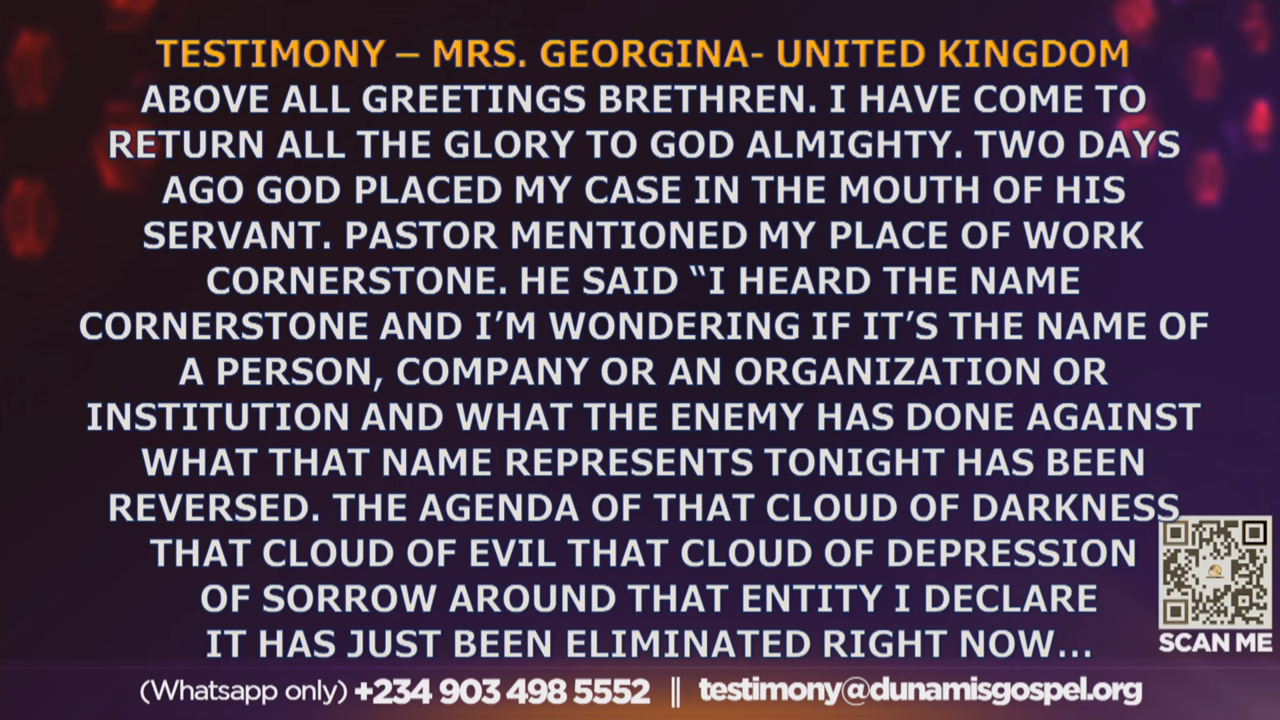 TESTIMONY – MRS. GEORGINA- UNITED KINGDOM
ABOVE ALL GREETINGS BRETHREN. I HAVE COME TO
RETURN ALL THE GLORY TO GOD ALMIGHTY. TWO DAYS
AGO GOD PLACED MY CASE IN THE MOUTH OF HIS
SERVANT. PASTOR MENTIONED MY PLACE OF WORK
CORNERSTONE. HE SAID “I HEARD THE NAME
CORNERSTONE AND I’M WONDERING IF IT’S THE NAME OF
A PERSON, COMPANY OR AN ORGANIZATION OR
INSTITUTION AND WHAT THE ENEMY HAS DONE AGAINST
WHAT THAT NAME REPRESENTS TONIGHT HAS BEEN
REVERSED. THE AGENDA OF THAT CLOUD OF DARKNESS
THAT CLOUD OF EVIL THAT CLOUD OF DEPRESSION
OF SORROW AROUND THAT ENTITY I DECLARE
IT HAS JUST BEEN ELIMINATED RIGHT NOW...
SCAN ME
(Whatsapp only) +234 903 498 5552 || testimony@dunamisgospel.org